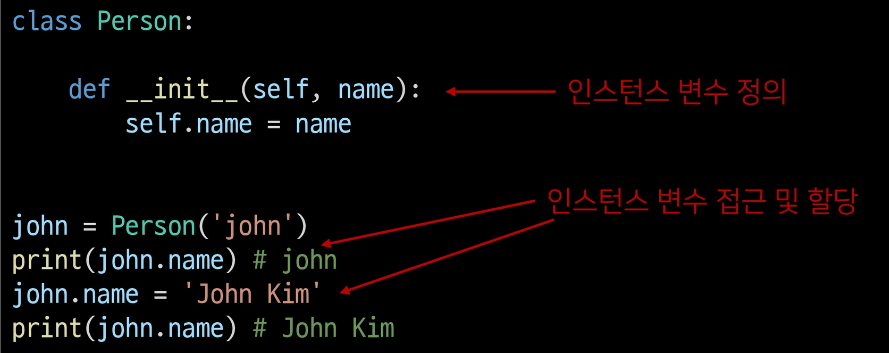 class Person:
def __init__(self, name):
인스턴스 변수 정의
self.name = name
인스턴스 변수 접근 및 할당
john = Person('john')
print(john.name) # john
john.name = 'John Kim'
print(john.name) # John Kim